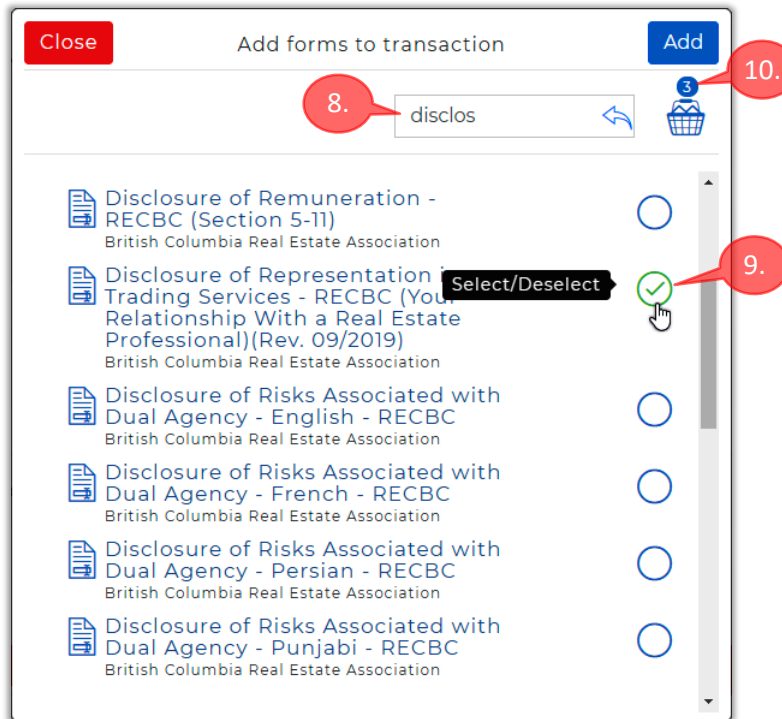 Close
Add forms to transaction
Add
10.
3
8.
disclos
Disclosure of Remuneration -
RECBC (Section 5-11)
British Columbia Real Estate Association
Disclosure of Representation
Select/Deselect
9.
Trading Services - RECBC (Your
Relationship With a Real Estate
Professional)(Rev. 09/2019)
British Columbia Real Estate Association
Disclosure of Risks Associated with
Dual Agency - English - RECBC
British Columbia Real Estate Association
Disclosure of Risks Associated with
Dual Agency - French - RECBC
British Columbia Real Estate Association
Disclosure of Risks Associated with
Dual Agency - Persian - RECBC
British Columbia Real Estate Association
Disclosure of Risks Associated with
Dual Agency - Punjabi - RECBC
British Columbia Real Estate Association